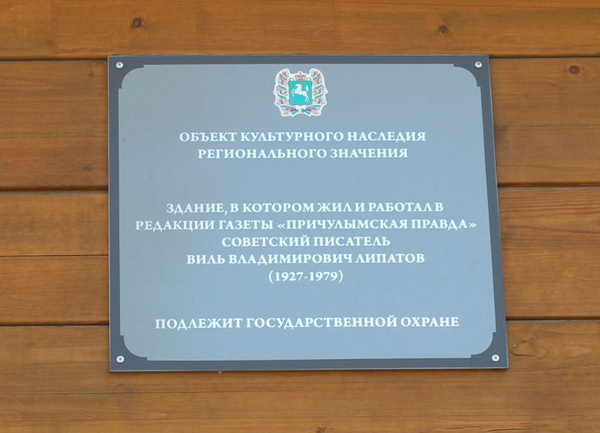 ОБЪЕКТ КУЛЬТУРНОГО НАСЛЕДИЯ
РЕГИОНАЛЬНОГО ЗНАЧЕНИЯ
ЗДАНИЕ, В КОТОРОМ ЖИЛ И РАБОТАЛ В
РЕДАКЦИИ ГАЗЕТЫ «ПРИЧУЛЫМСКАЯ ПРАВДА»
СОВЕТСКИЙ ПИСАТЕЛЬ
ВИЛЬ ВЛАДИМИРОВИЧ ЛИПАТОВ
(1927-1979)
ПОДЛЕЖИТ ГОСУДАРСТВЕННОЙ ОХРАНЕ